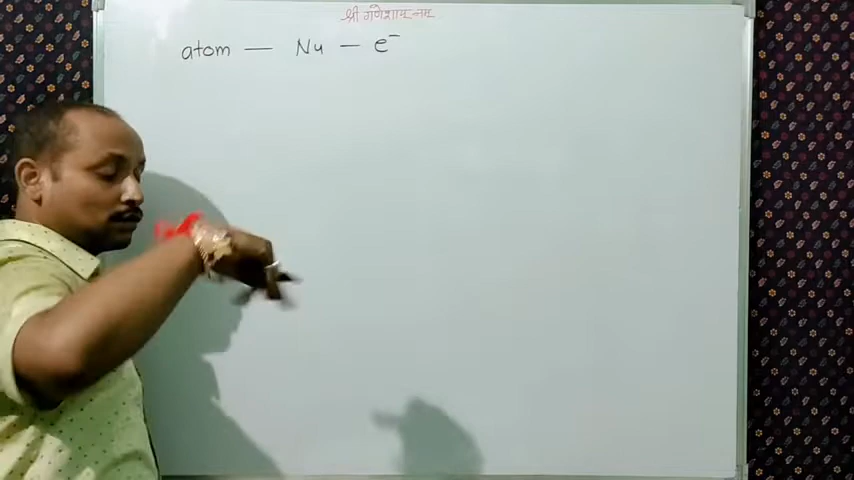 श्री गणेशाय नमः
atom — Nu — e⁻